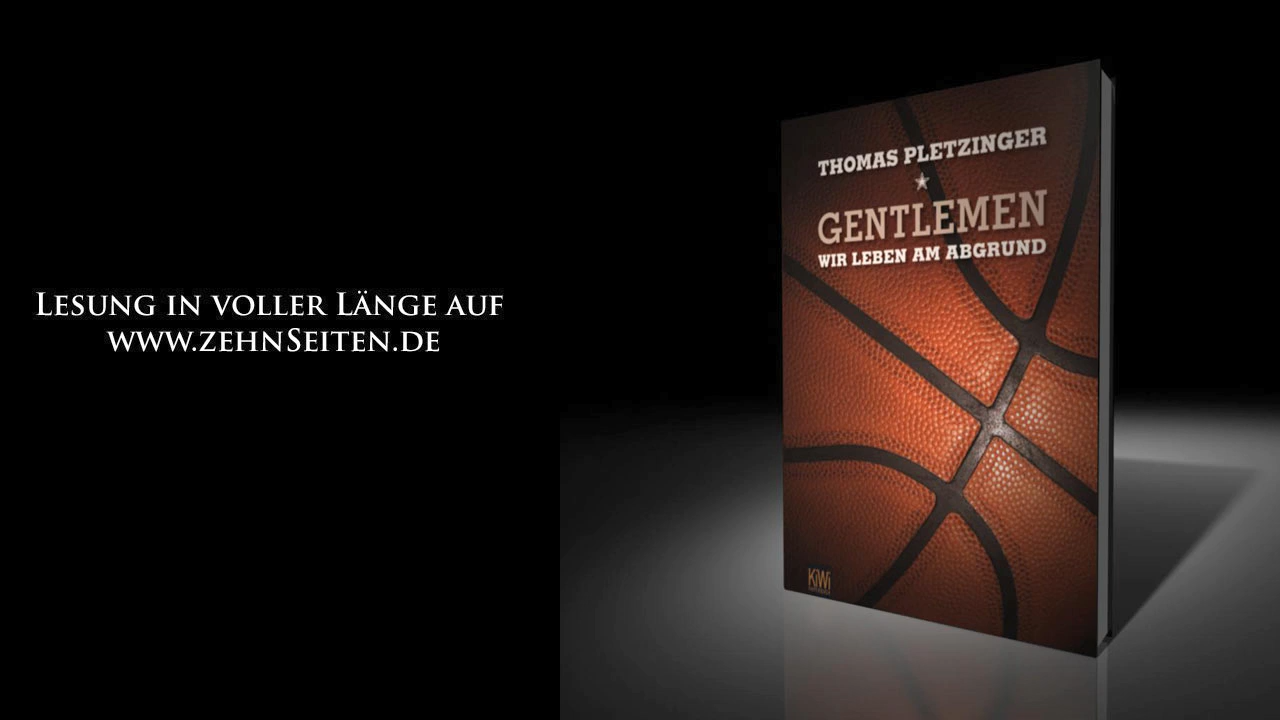 Lesung in voller Länge auf
www.zehnSeiten.de
THOMAS PLETZINGER
GENTLEMEN
WIR LEBEN AM ABGRUND
KiWi